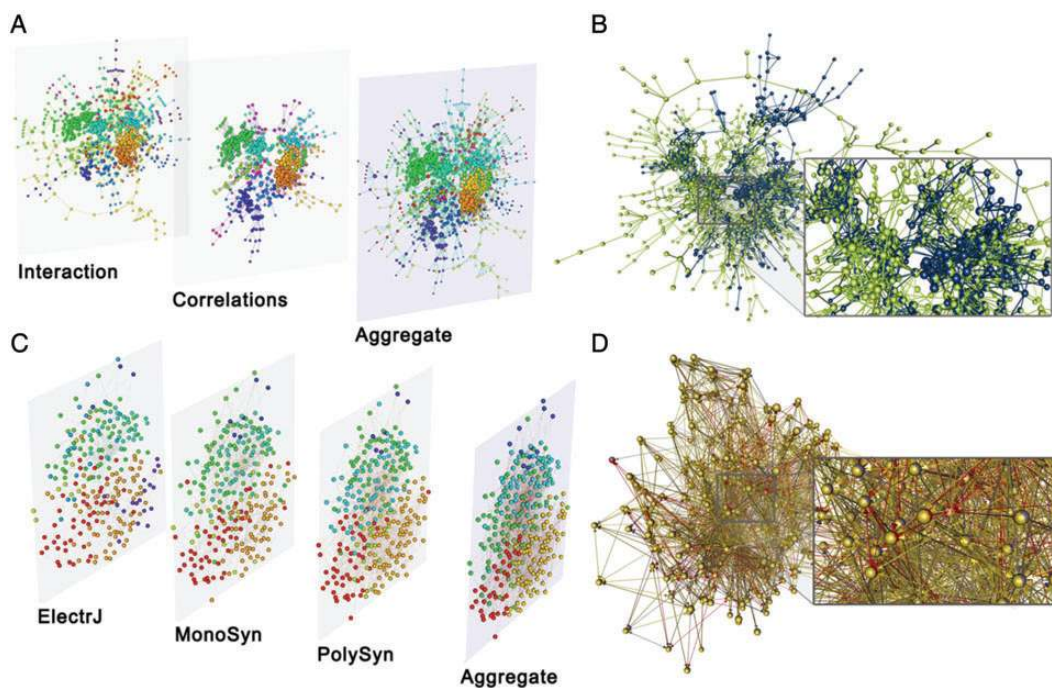 A
B
Interaction
Correlations
Aggregate
C
D
ElectrJ
MonoSyn
PolySyn
Aggregate